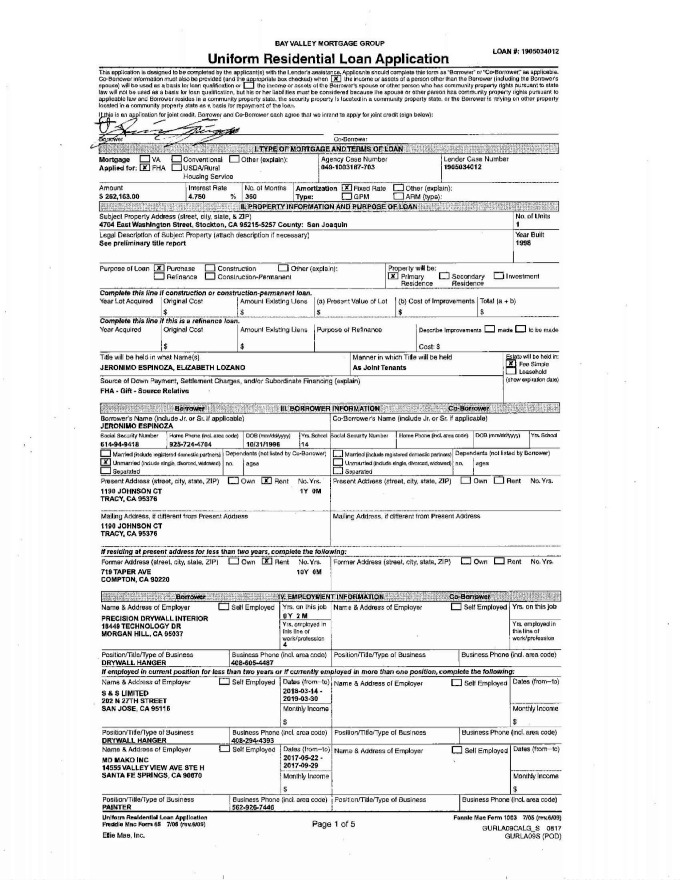 BAY VALLEY MORTGAGE GROUP
LOAN #: 1905034012
Uniform Residential Loan Application
This application is designed to be completed by the applicant(s) with the Lender's assistance. Applicants should complete this form as "Borrower" or "Co-Borrower" as applicable.
Co-Borrower information must also be provided (and the appropriate box checked) when X the income or assets of a person other than the Borrower (including the Borrower's
spouse) will be used as a basis for loan qualification or the income or assets of the Borrower's spouse or other person who has community property rights pursuant to state
law will not be used as a basis for loan qualification, but his or her liabilities must be considered because the spouse or other person has community property rights pursuant to
applicable law and Borrower resides in a community property state, the security property is located in a community property state, or the Borrower is relying on other property
located in a community property state as a basis for repayment of the loan.
If this is an application for joint credit, Borrower and Co-Borrower each agree that we intend to apply for joint credit (sign below):
Borrower Co-Borrower
I. TYPE OF MORTGAGE AND TERMS OF LOAN
Mortgage VA Conventional Other (explain): Agency Case Number Lender Case Number
Applied for: X FHA USDA/Rural 1905034012
Housing Service
Amount Interest Rate No. of Months Amortization X Fixed Rate Other (explain):
4.750 % 360 Type: GPM ARM (type):
II. PROPERTY INFORMATION AND PURPOSE OF LOAN
Subject Property Address (street, city, state, & ZIP) No. of Units
4704 East Washington Street, Stockton, CA 95215-5257 County: San Joaquin 1
Legal Description of Subject Property (attach description if necessary) Year Built
See preliminary title report
Purpose of Loan X Purchase Construction Other (explain): Property will be:
Refinance Construction-Permanent X Primary Residence Secondary Residence Investment
Complete this line if construction or construction-permanent loan.
Year Lot Acquired Original Cost Amount Existing Liens (a) Present Value of Lot (b) Cost of Improvements Total (a + b)
$ $ $ $ $
Complete this line if this is a refinance loan.
Year Acquired Original Cost Amount Existing Liens Purpose of Refinance Describe Improvements made to be made
$ $ Cost: $
Title will be held in what Name(s) Manner in which Title will be held Estate will be held in:
JERONIMO ESPINOZA, ELIZABETH LOZANO As Joint Tenants X Fee Simple
Leasehold
Source of Down Payment, Settlement Charges, and/or Subordinate Financing (explain) (show expiration date)
FHA - Gift - Source Relative
Borrower III. BORROWER INFORMATION Co-Borrower
Borrower's Name (include Jr. or Sr. if applicable) Co-Borrower's Name (include Jr. or Sr. if applicable)
JERONIMO ESPINOZA
Social Security Number Home Phone (incl. area code) DOB (mm/dd/yyyy) Yrs. School Social Security Number Home Phone (incl. area code) DOB (mm/dd/yyyy) Yrs. School
614-94-9418 925-724-4704 14
Married (include registered domestic partners) Dependents (not listed by Co-Borrower) Married (include registered domestic partners) Dependents (not listed by Borrower)
X Unmarried (include single, divorced, widowed) no. ages Unmarried (include single, divorced, widowed) no. ages
Separated Separated
Present Address (street, city, state, ZIP) Own X Rent No. Yrs. Present Address (street, city, state, ZIP) Own Rent No. Yrs.
1190 JOHNSON CT 1Y 0M
TRACY, CA 95376
Mailing Address, if different from Present Address Mailing Address, if different from Present Address
1190 JOHNSON CT
TRACY, CA 95376
If residing at present address for less than two years, complete the following:
Former Address (street, city, state, ZIP) Own X Rent No. Yrs. Former Address (street, city, state, ZIP) Own Rent No. Yrs.
719 TAPER AVE 10Y 0M
COMPTON, CA 90220
Borrower IV. EMPLOYMENT INFORMATION Co-Borrower
Name & Address of Employer Self Employed Yrs. on this job Name & Address of Employer Self Employed Yrs. on this job
0Y 2M
PRECISION DRYWALL INTERIOR Yrs. employed in this line of work/profession Yrs. employed in this line of work/profession
18449 TECHNOLOGY DR
MORGAN HILL, CA 95037 4
Position/Title/Type of Business Business Phone (incl. area code) Position/Title/Type of Business Business Phone (incl. area code)
DRYWALL HANGER 408-605-4487
If employed in current position for less than two years or if currently employed in more than one position, complete the following:
Name & Address of Employer Self Employed Dates (from-to) Name & Address of Employer Self Employed Dates (from-to)
S & S LIMITED 2018-03-14 -
202 N 27TH STREET 2019-03-30
SAN JOSE, CA 95116 Monthly Income Monthly Income
$ $
Position/Title/Type of Business Business Phone (incl. area code) Position/Title/Type of Business Business Phone (incl. area code)
DRYWALL HANGER 408-294-4393
Name & Address of Employer Self Employed Dates (from-to) Name & Address of Employer Self Employed Dates (from-to)
MD MAKO INC 2017-05-22 -
14555 VALLEY VIEW AVE STE H 2017-09-29
SANTA FE SPRINGS, CA 90670 Monthly Income Monthly Income
$ $
Position/Title/Type of Business Business Phone (incl. area code) Position/Title/Type of Business Business Phone (incl. area code)
PAINTER 562-926-7446
Uniform Residential Loan Application Fannie Mae Form 1003 7/05 (rev.6/09)
Freddie Mac Form 65 7/05 (rev.6/09) Page 1 of 5
Ellie Mae, Inc. GURLA09CALG_S 0617
GURLA09S (POD)